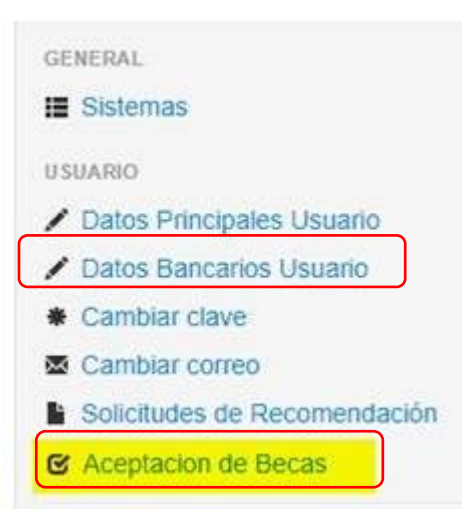 GENERAL
Sistemas
USUARIO
Datos Principales Usuario
Datos Bancarios Usuario
Cambiar clave
Cambiar correo
Solicitudes de Recomendación
Aceptacion de Becas